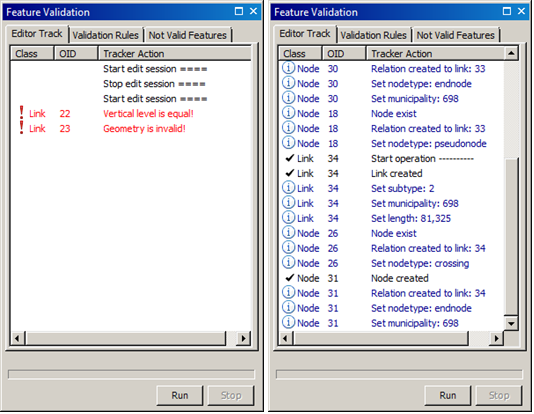 Feature Validation
Editor Track Validation Rules Not Valid Features
Class OID Tracker Action
Start edit session ====
Stop edit session ====
Start edit session ====
Link 22 Vertical level is equal!
Link 23 Geometry is invalid!
Run Stop
Feature Validation
Editor Track Validation Rules Not Valid Features
Class OID Tracker Action
Node 30 Relation created to link: 33
Node 30 Set nodetype: endnode
Node 30 Set municipality: 698
Node 18 Node exist
Node 18 Relation created to link: 33
Node 18 Set nodetype: pseudonode
Link 34 Start operation ----------
Link 34 Link created
Link 34 Set subtype: 2
Link 34 Set municipality: 698
Link 34 Set length: 81,325
Node 26 Node exist
Node 26 Relation created to link: 34
Node 26 Set nodetype: crossing
Node 31 Node created
Node 31 Relation created to link: 34
Node 31 Set nodetype: endnode
Node 31 Set municipality: 698
Run Stop